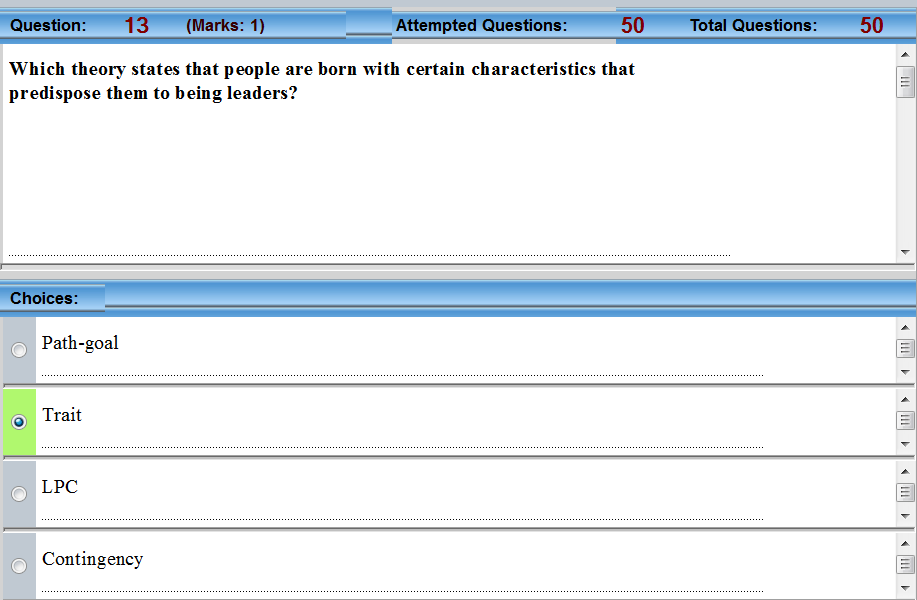 Question: 13 (Marks: 1) Attempted Questions: 50 Total Questions: 50
Which theory states that people are born with certain characteristics that
predispose them to being leaders?
Choices:
Path-goal
Trait
LPC
Contingency